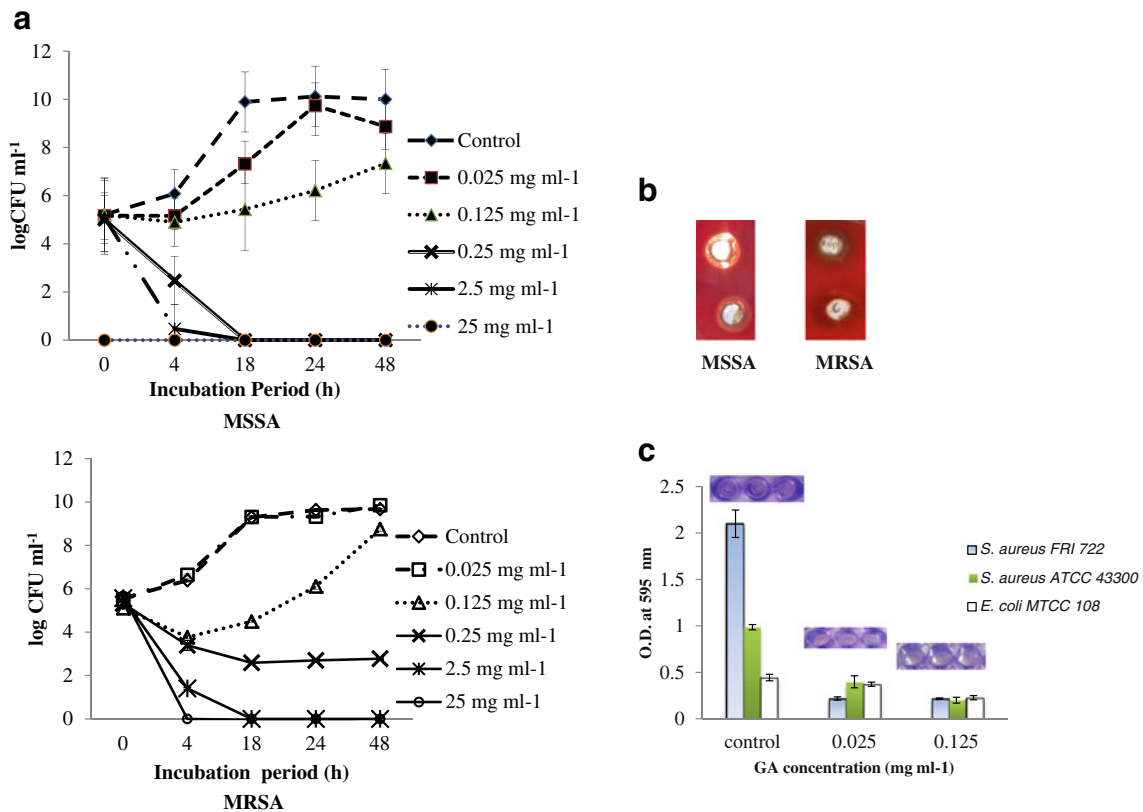 a
12
10
8
6
4
2
0
logCFU ml-1
0 4 18 24 48
Incubation Period (h)
MSSA
Control
0.025 mg ml-1
0.125 mg ml-1
0.25 mg ml-1
2.5 mg ml-1
25 mg ml-1
12
10
8
6
4
2
0
log CFU ml-1
0 4 18 24 48
Incubation period (h)
MRSA
Control
0.025 mg ml-1
0.125 mg ml-1
0.25 mg ml-1
2.5 mg ml-1
25 mg ml-1
b
MSSA MRSA
c
2.5
2
1.5
1
0.5
0
O.D. at 595 nm
control 0.025 0.125
GA concentration (mg ml-1)
S. aureus FRI 722
S. aureus ATCC 43300
E. coli MTCC 108